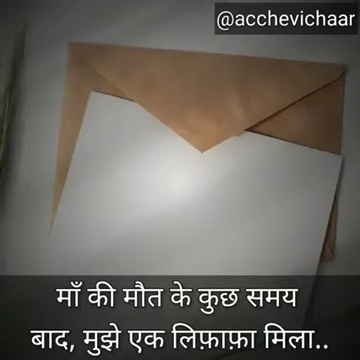 @acchevichaar
माँ की मौत के कुछ समय
बाद, मुझे एक लिफ़ाफ़ा मिला..